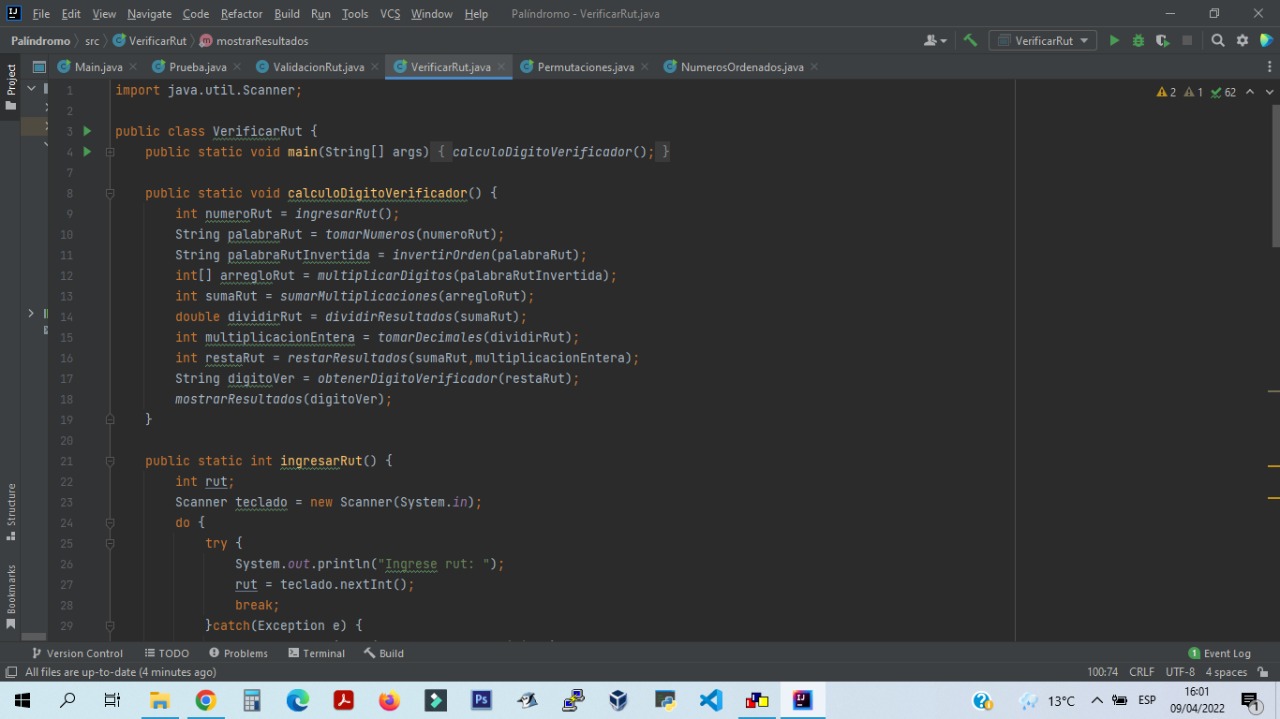 File Edit View Navigate Code Refactor Build Run Tools VCS Window Help Palíndromo - VerificarRut.java
Palíndromo src VerificarRut mostrarResultados VerificarRut
Main.java Prueba.java ValidacionRut.java VerificarRut.java Permutaciones.java NumerosOrdenados.java
Project
2 1 62
1 import java.util.Scanner;
2
3 public class VerificarRut {
4 public static void main(String[] args) { calculoDigitoVerificador(); }
7
8 public static void calculoDigitoVerificador() {
9 int numeroRut = ingresarRut();
10 String palabraRut = tomarNumeros(numeroRut);
11 String palabraRutInvertida = invertirOrden(palabraRut);
12 int[] arregloRut = multiplicarDigitos(palabraRutInvertida);
13 int sumaRut = sumarMultiplicaciones(arregloRut);
14 double dividirRut = dividirResultados(sumaRut);
15 int multiplicacionEntera = tomarDecimales(dividirRut);
16 int restaRut = restarResultados(sumaRut,multiplicacionEntera);
17 String digitoVer = obtenerDigitoVerificador(restaRut);
18 mostrarResultados(digitoVer);
19 }
20
21 public static int ingresarRut() {
22 int rut;
23 Scanner teclado = new Scanner(System.in);
24 do {
25 try {
26 System.out.println("Ingrese rut: ");
27 rut = teclado.nextInt();
28 break;
29 }catch(Exception e) {
Structure
Bookmarks
Version Control TODO Problems Terminal Build 1 Event Log
All files are up-to-date (4 minutes ago) 100:74 CRLF UTF-8 4 spaces
13°C ESP 16:01
09/04/2022 1